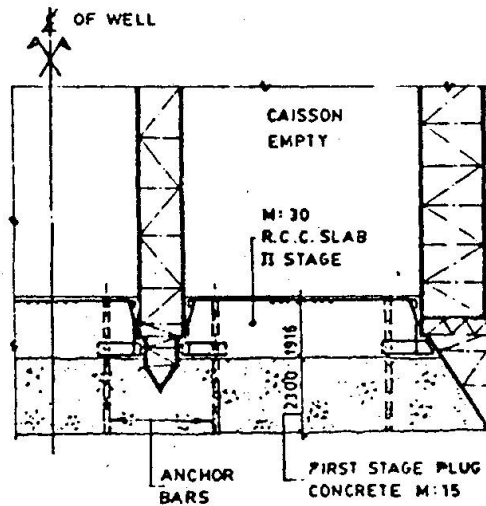 ℄ OF WELL
CAISSON
EMPTY
M:30
R.C.C. SLAB
II STAGE
1916
2300
ANCHOR
BARS
FIRST STAGE PLUG
CONCRETE M:15